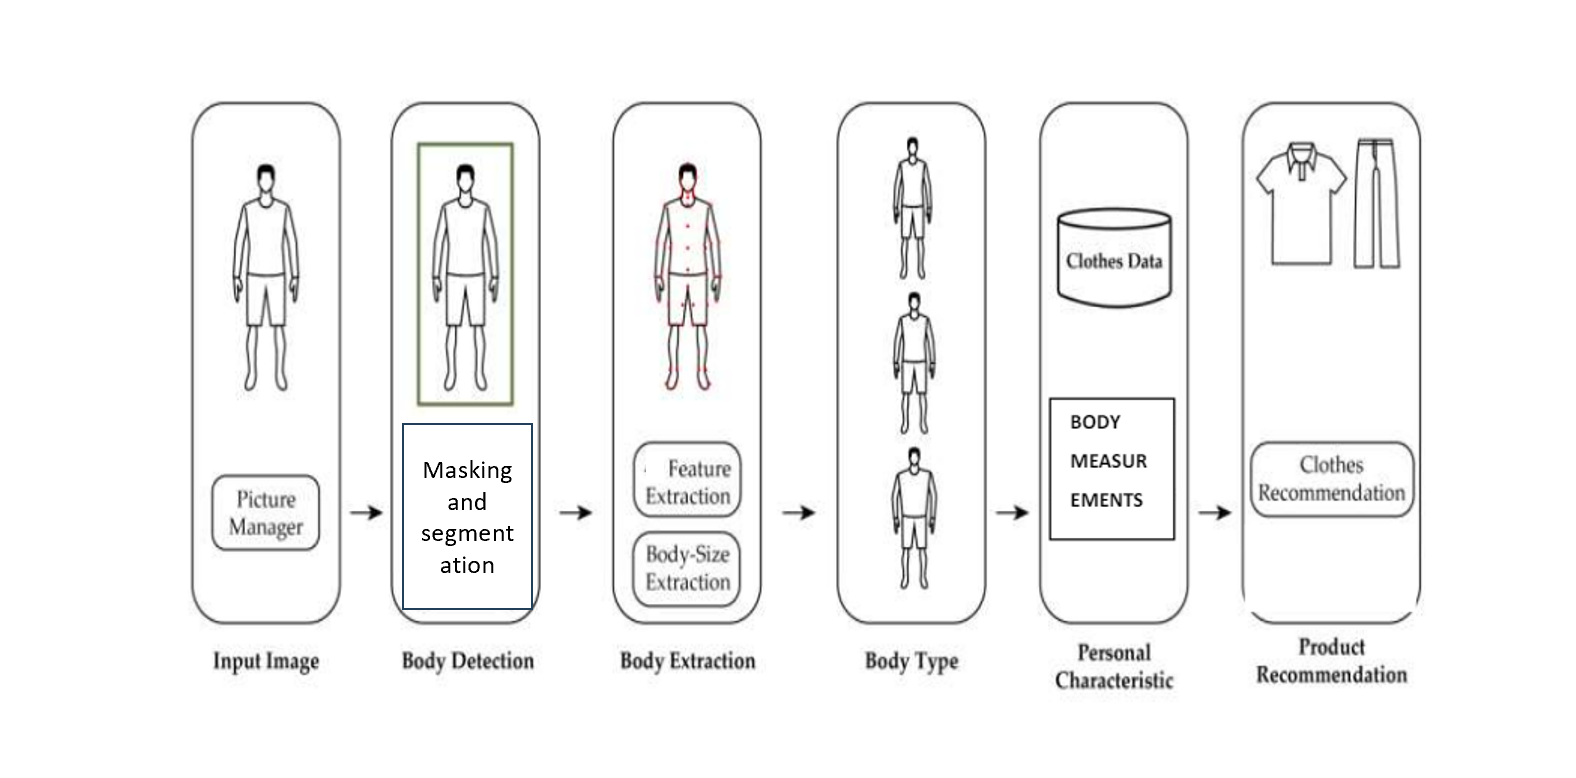 Picture
Manager
Input Image
Masking
and
segment
ation
Body Detection
Feature
Extraction
Body-Size
Extraction
Body Extraction
Body Type
Clothes Data
BODY
MEASUR
EMENTS
Personal
Characteristic
Clothes
Recommendation
Product
Recommendation